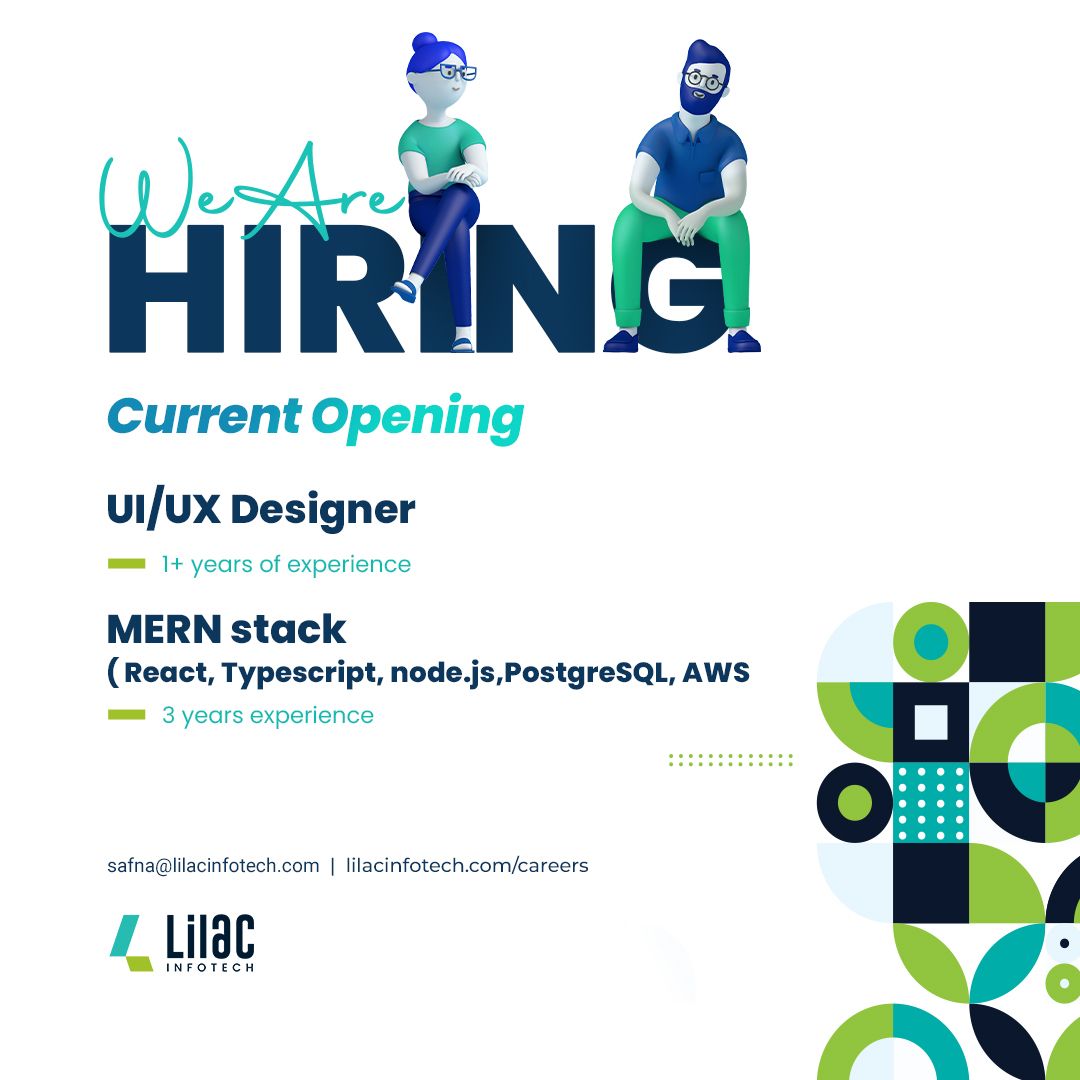 We Are
HIRING
Current Opening
UI/UX Designer
1+ years of experience
MERN stack
( React, Typescript, node.js,PostgreSQL, AWS
3 years experience
safna@lilacinfotech.com | lilacinfotech.com/careers
Lilac
INFOTECH